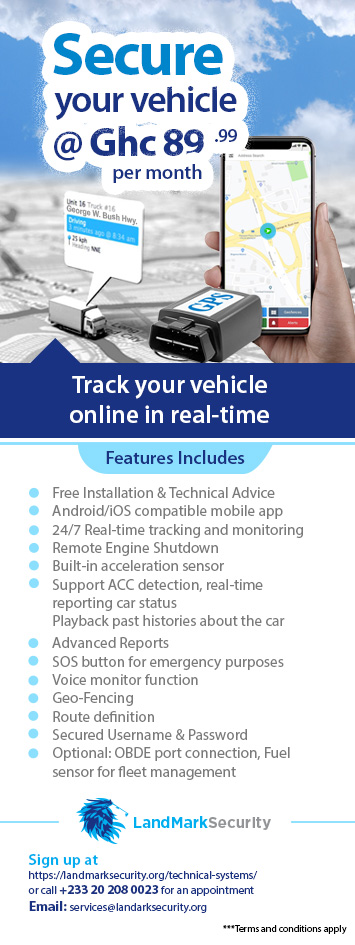 Secure
your vehicle
@ Ghc 89 .99
per month
Unit 16 Truck #16
George W. Bush Hwy.
Driving
3 minutes ago @ 8:34 am
25 kph
Heading NNE
Address Search
GPS
Geofences
Alerts
Track your vehicle
online in real-time
Features Includes
Free Installation & Technical Advice
Android/iOS compatible mobile app
24/7 Real-time tracking and monitoring
Remote Engine Shutdown
Built-in acceleration sensor
Support ACC detection, real-time
reporting car status
Playback past histories about the car
Advanced Reports
SOS button for emergency purposes
Voice monitor function
Geo-Fencing
Route definition
Secured Username & Password
Optional: OBDE port connection, Fuel
sensor for fleet management
LandMarkSecurity
Sign up at
https://landmarksecurity.org/technical-systems/
or call +233 20 208 0023 for an appointment
Email: services@landarksecurity.org
***Terms and conditions apply